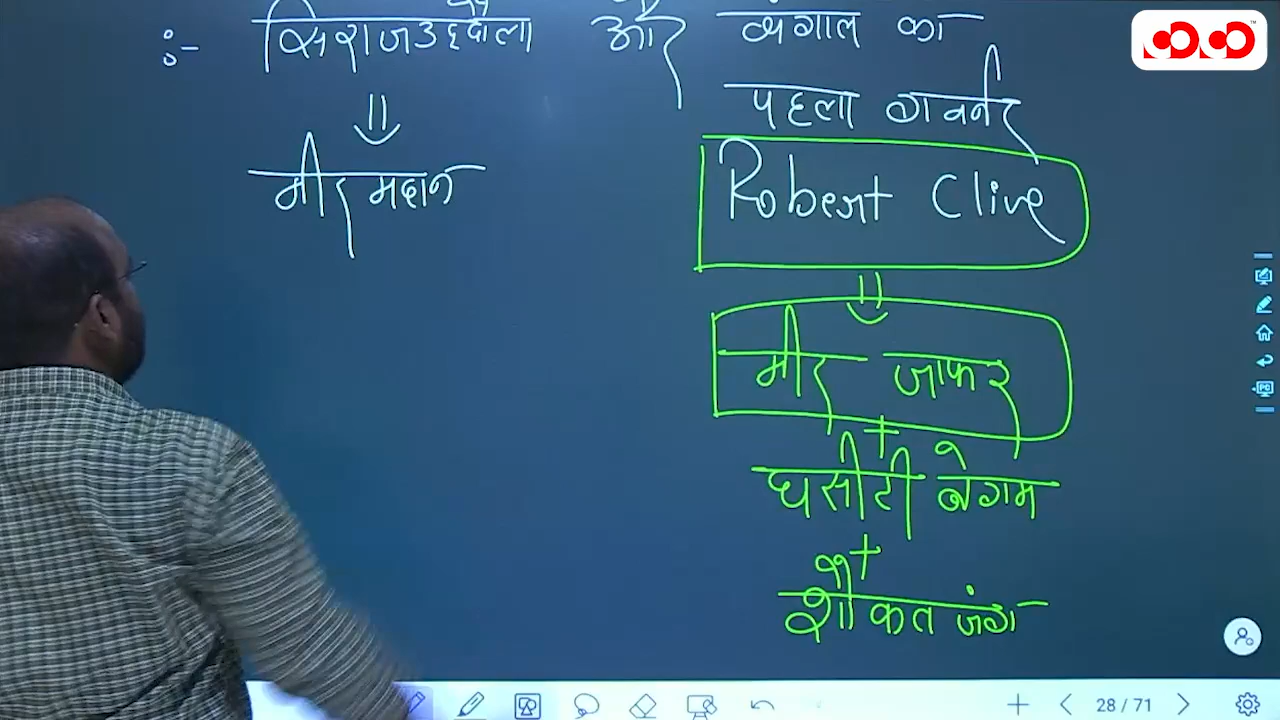 :- सिराजउद्दौला और बंगाल का
पहला गवर्नर
मीर मदान
Robert Clive
मीर जाफर
+
घसीटी बेगम
+
शौकत जंग
28 / 71